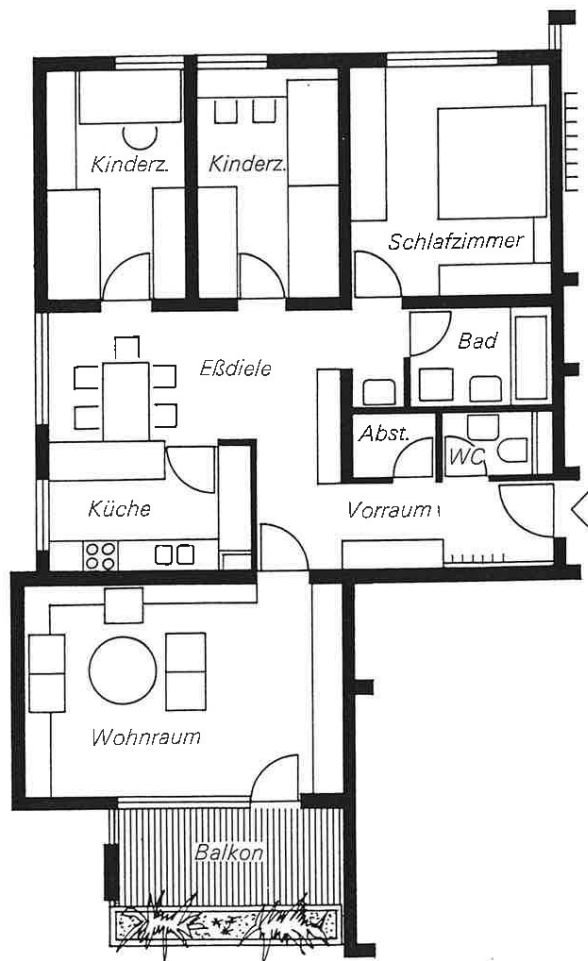 Kinderz.
Kinderz.
Schlafzimmer
Eßdiele
Bad
Abst.
WC
Küche
Vorraum
Wohnraum
Balkon